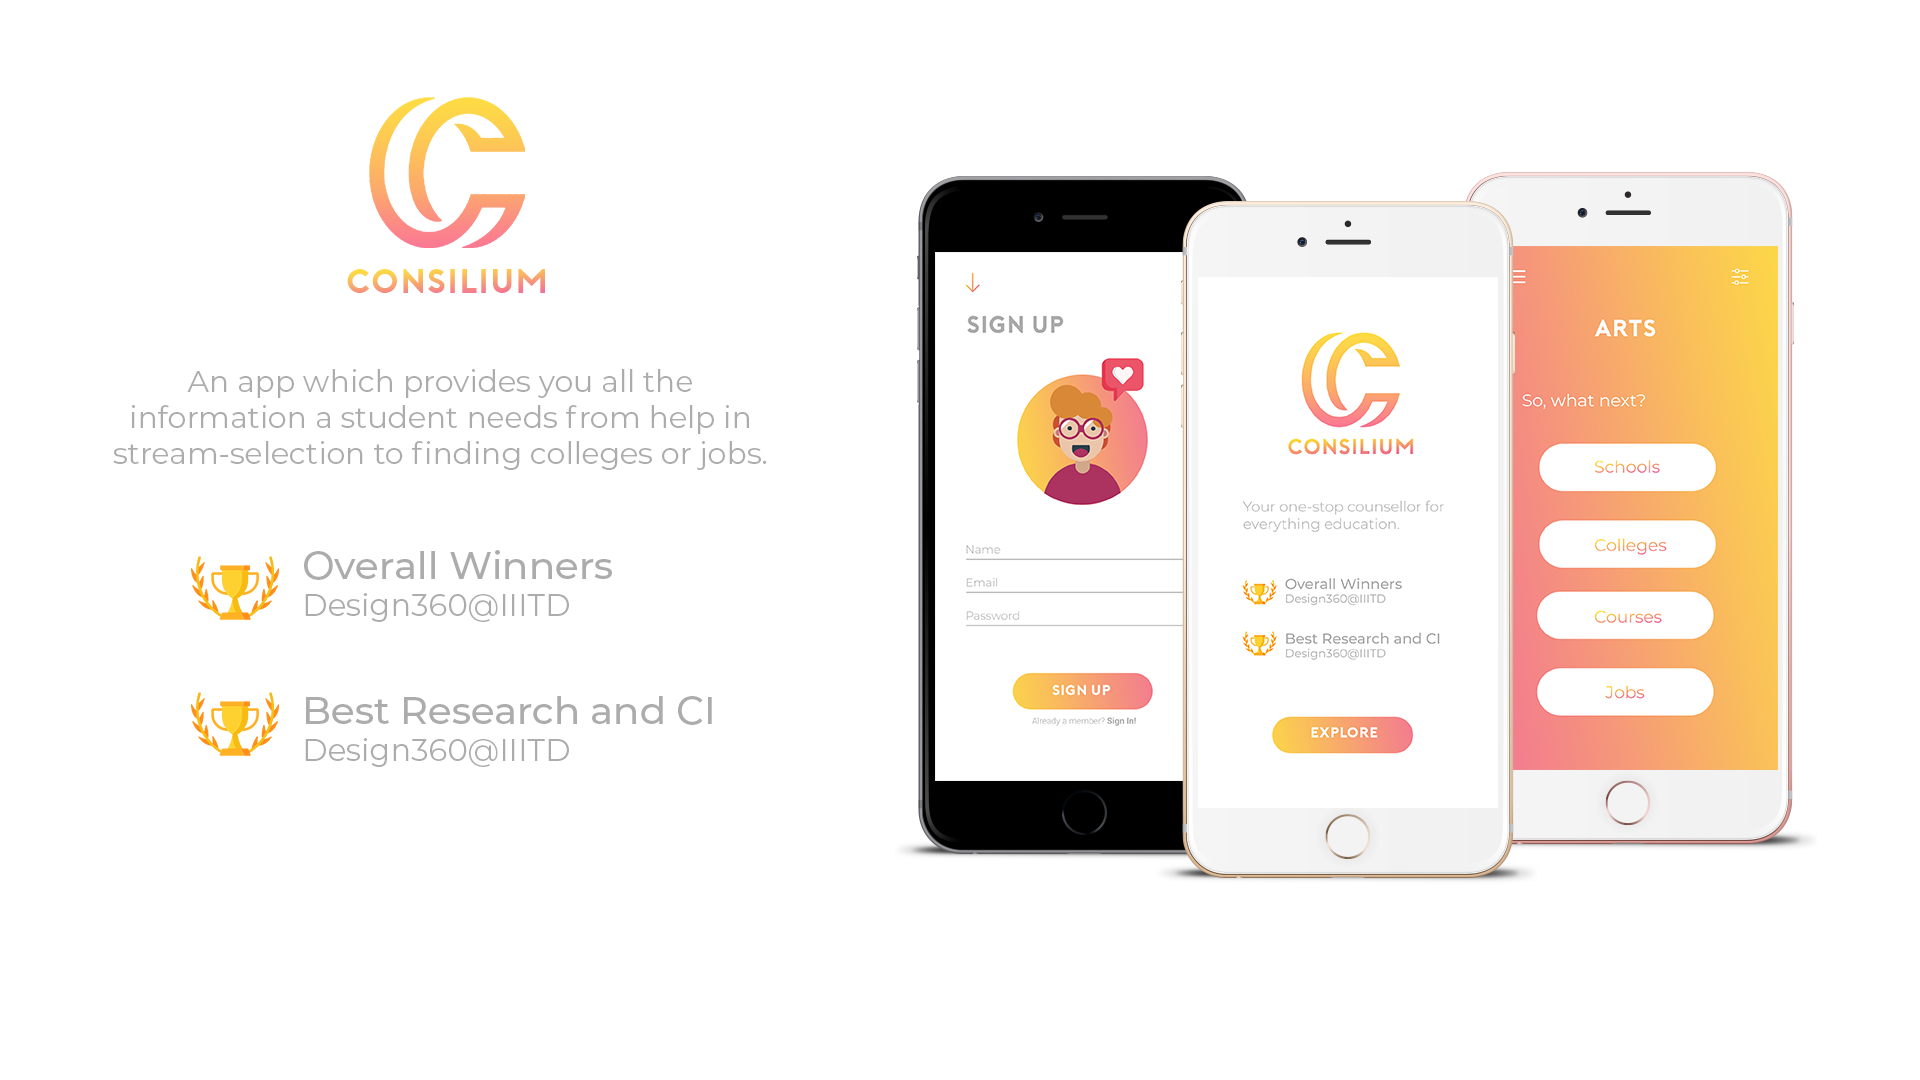 CONSILIUM
An app which provides you all the
information a student needs from help in
stream-selection to finding colleges or jobs.
Overall Winners
Design360@IIITD
Best Research and CI
Design360@IIITD
SIGN UP
Name
Email
Password
SIGN UP
Already a member? Sign In!
CONSILIUM
Your one-stop counsellor for
everything education.
Overall Winners
Design360@IIITD
Best Research and CI
Design360@IIITD
EXPLORE
ARTS
So, what next?
Schools
Colleges
Courses
Jobs